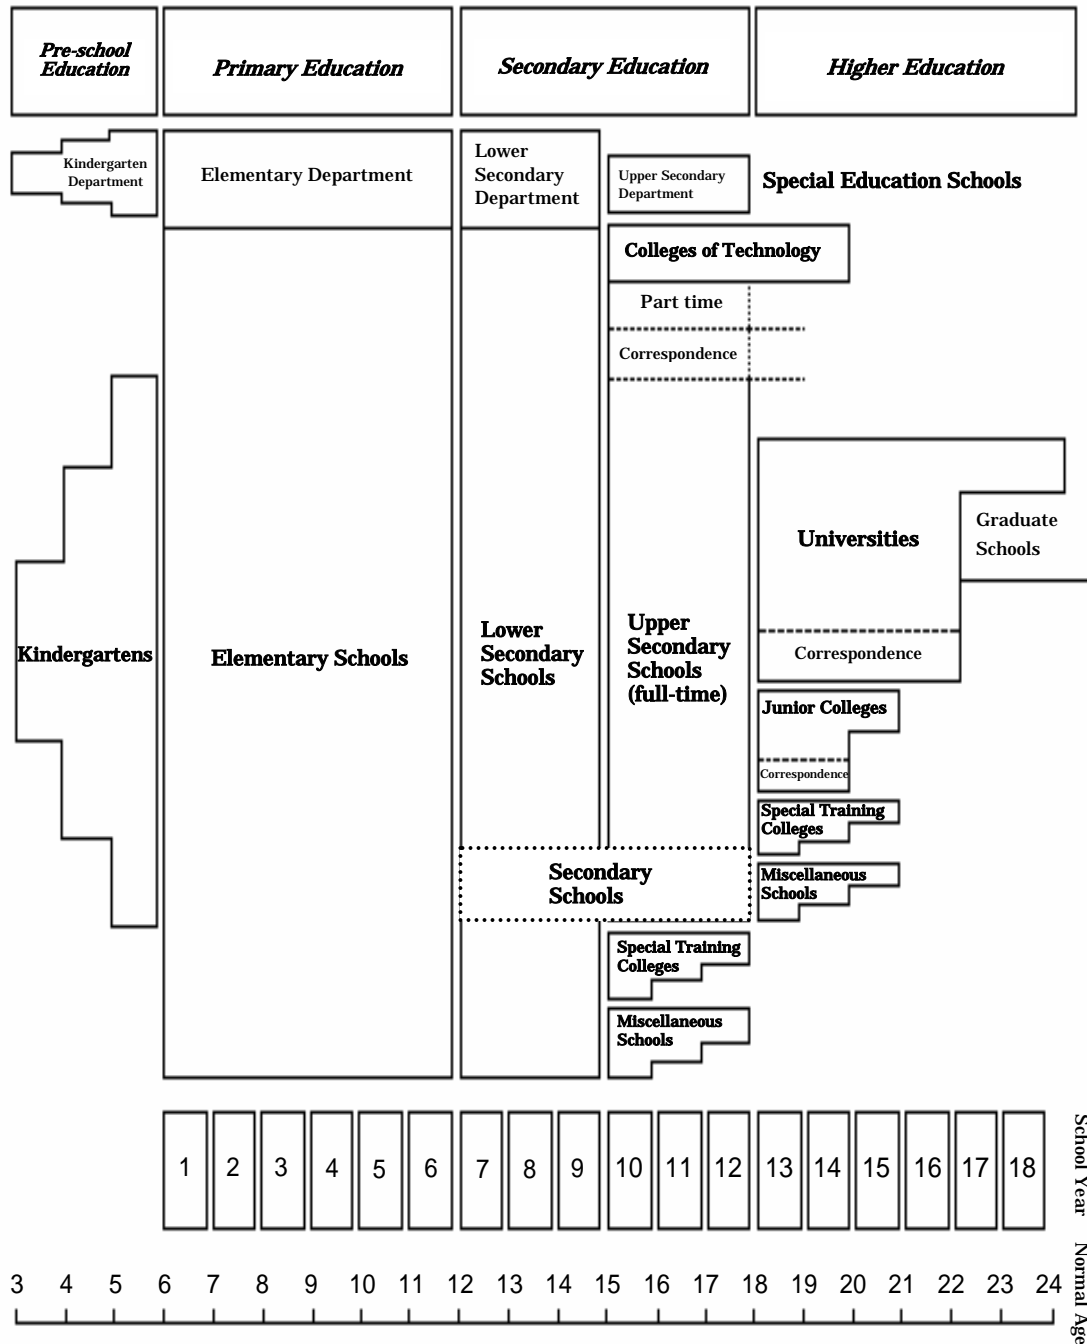 Pre-school
Education
Primary Education
Secondary Education
Higher Education
Kindergarten
Department
Elementary Department
Lower
Secondary
Department
Upper Secondary
Department
Special Education Schools
Colleges of Technology
Part time
Correspondence
Kindergartens
Elementary Schools
Lower
Secondary
Schools
Upper
Secondary
Schools
(full-time)
Universities
Graduate
Schools
Correspondence
Junior Colleges
Correspondence
Special Training
Colleges
Miscellaneous
Schools
Secondary
Schools
Special Training
Colleges
Miscellaneous
Schools
1 2 3 4 5 6 7 8 9 10 11 12 13 14 15 16 17 18
School Year
3 4 5 6 7 8 9 10 11 12 13 14 15 16 17 18 19 20 21 22 23 24
Normal Age